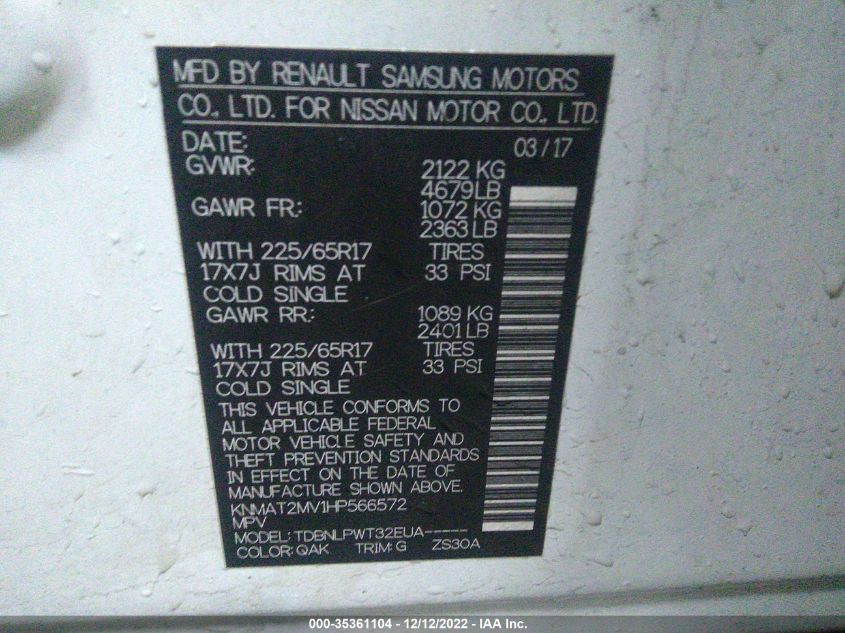 MFD BY RENAULT SAMSUNG MOTORS
CO., LTD. FOR NISSAN MOTOR CO., LTD.
DATE: 03/17
GVWR: 2122 KG
4679LB
GAWR FR: 1072 KG
2363 LB
WITH 225/65R17 TIRES
17X7J RIMS AT 33 PSI
COLD SINGLE
GAWR RR: 1089 KG
2401 LB
WITH 225/65R17 TIRES
17X7J RIMS AT 33 PSI
COLD SINGLE
THIS VEHICLE CONFORMS TO
ALL APPLICABLE FEDERAL
MOTOR VEHICLE SAFETY AND
THEFT PREVENTION STANDARDS
IN EFFECT ON THE DATE OF
MANUFACTURE SHOWN ABOVE.
KNMAT2MV1HP566572
MPV
MODEL: TDBNLPWT32EUA-----
COLOR: QAK TRIM: G ZS30A
000-35361104 - 12/12/2022 - IAA Inc.